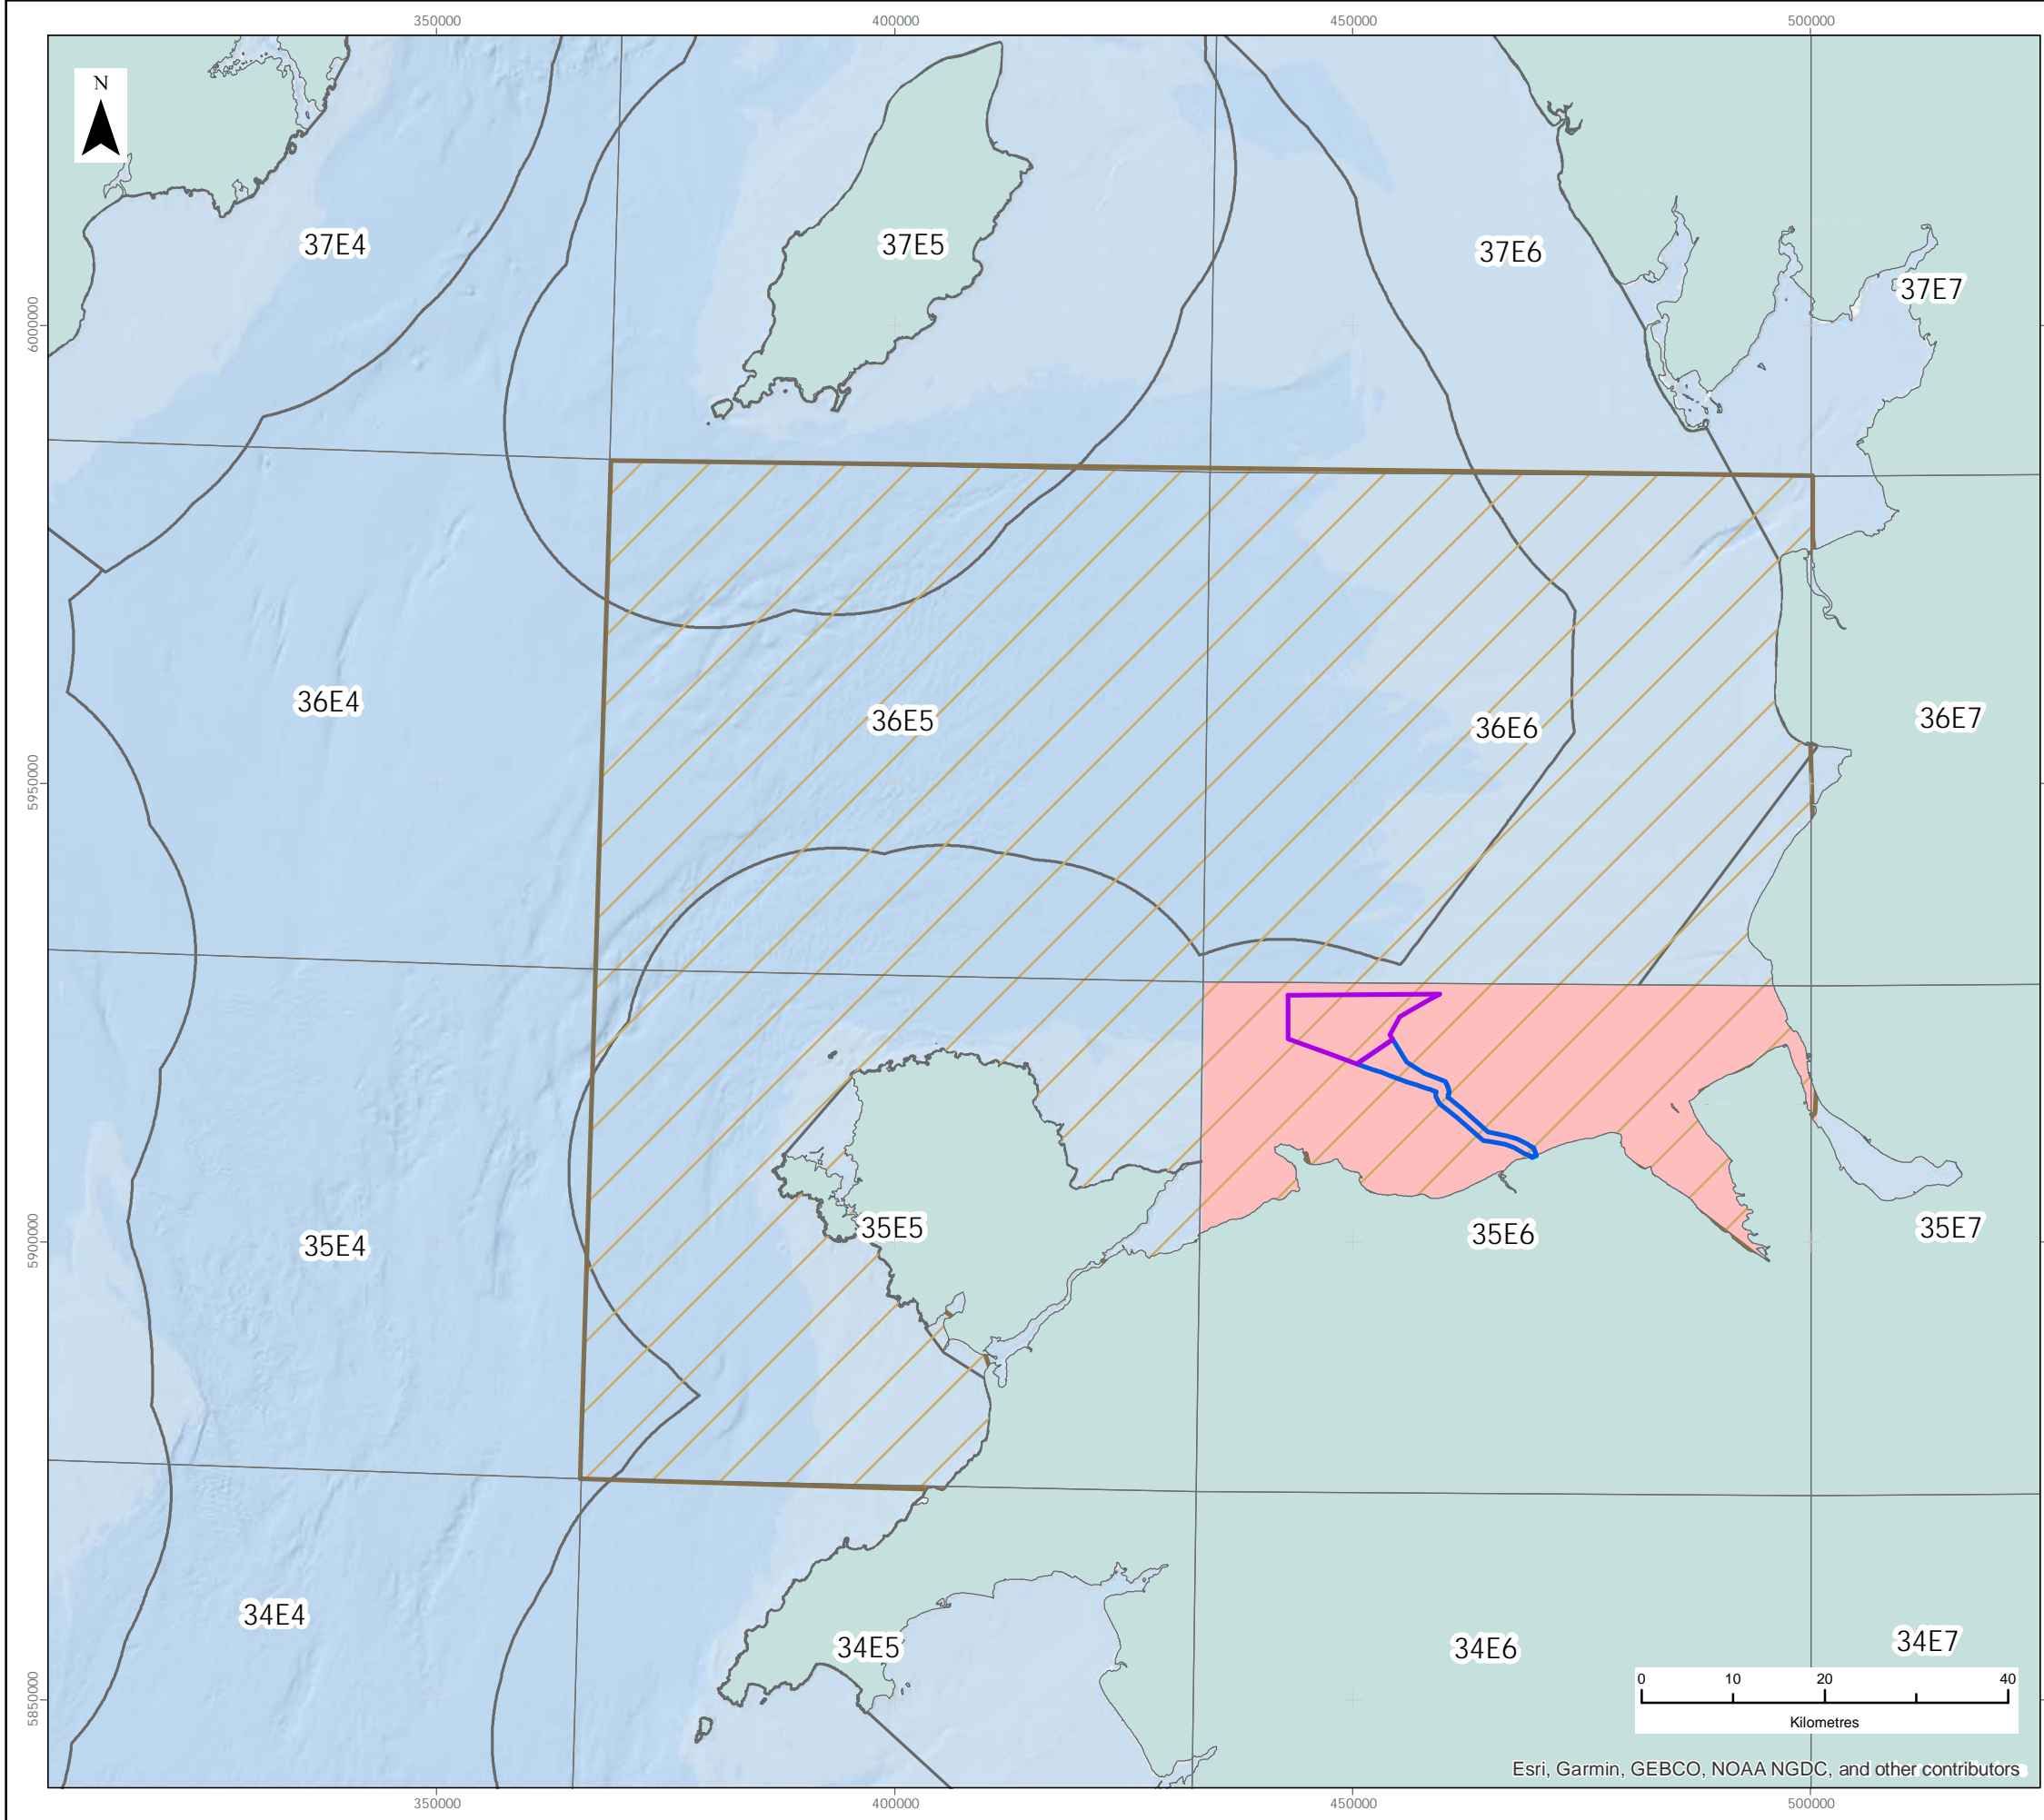 350000 400000 450000 500000
N
37E4 37E5 37E6 37E7
6000000
36E4 36E5 36E6 36E7
5950000
35E4 35E5 35E6 35E7
5900000
34E4 34E5 34E6 34E7
5850000
0 10 20 40
Kilometres
Esri, Garmin, GEBCO, NOAA NGDC, and other contributors
350000 400000 450000 500000